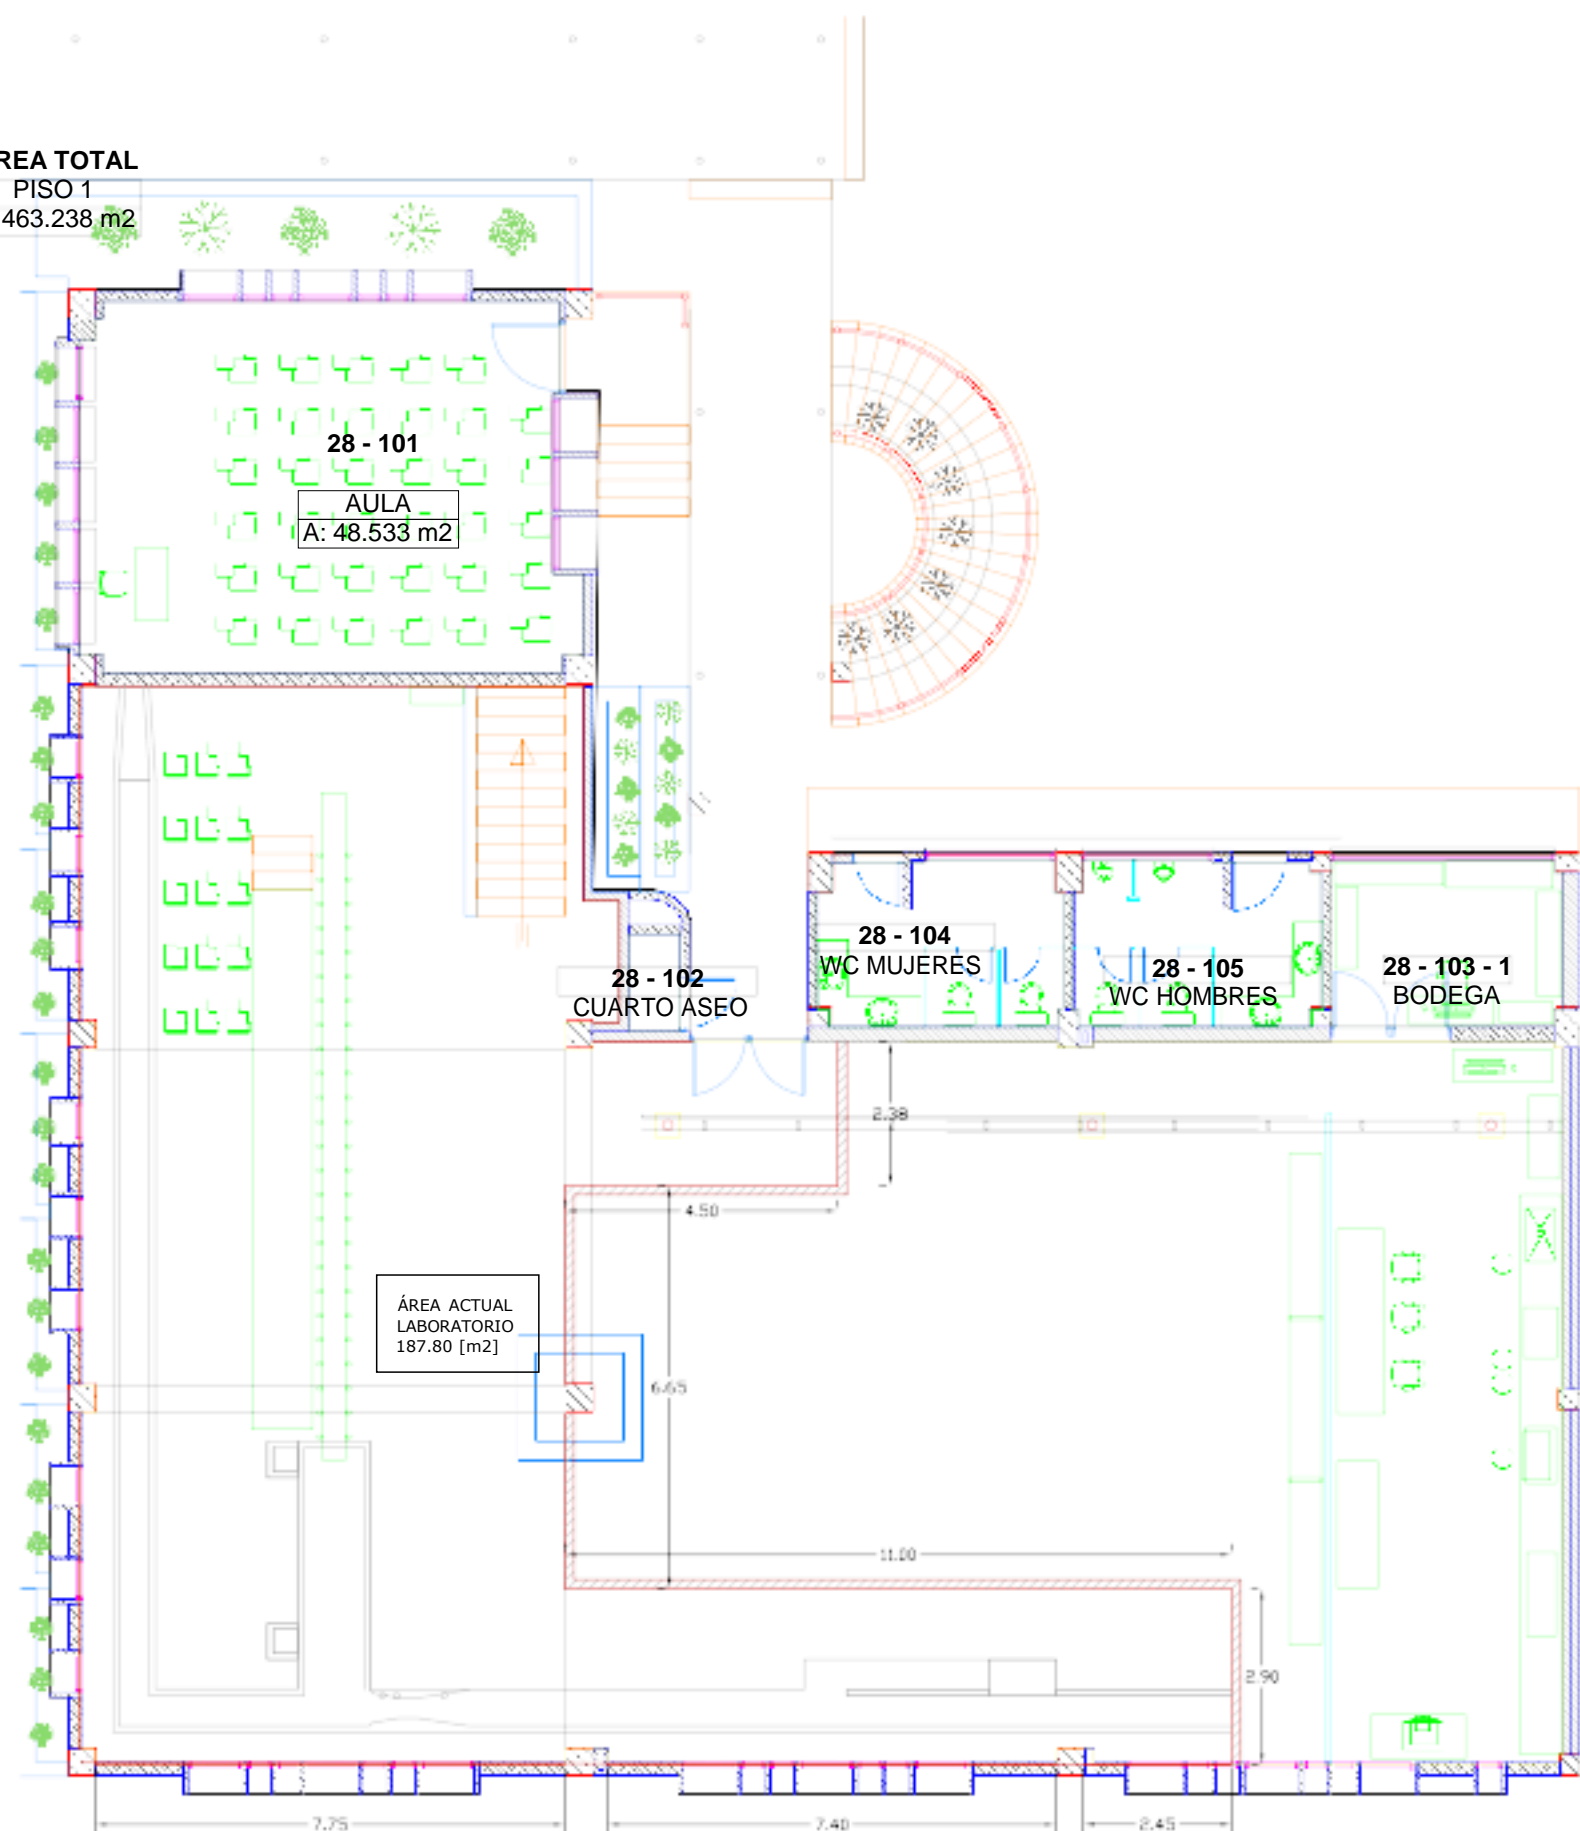 REA TOTAL
PISO 1
463.238 m2
28 - 101
AULA
A: 48.533 m2
28 - 104
WC MUJERES
28 - 105
WC HOMBRES
28 - 103 - 1
BODEGA
28 - 102
CUARTO ASEO
2.38
4.50
ÁREA ACTUAL
LABORATORIO
187.80 [m2]
6.65
11.00
2.90
7.75
7.40
2.45